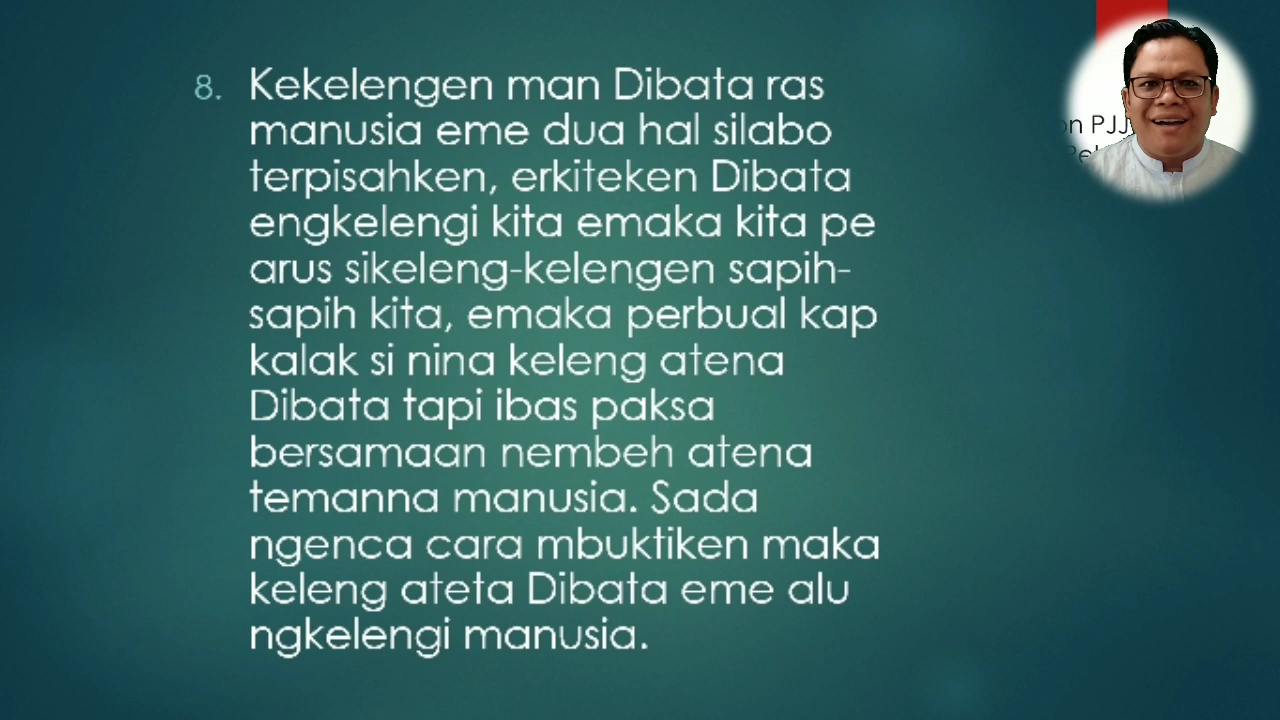 8. Kekelengen man Dibata ras
manusia eme dua hal silabo
terpisahken, erkiteken Dibata
engkelengi kita emaka kita pe
arus sikeleng-kelengen sapih-
sapih kita, emaka perbual kap
kalak si nina keleng atena
Dibata tapi ibas paksa
bersamaan nembeh atena
temanna manusia. Sada
ngenca cara mbuktiken maka
keleng ateta Dibata eme alu
ngkelengi manusia.
PJJ